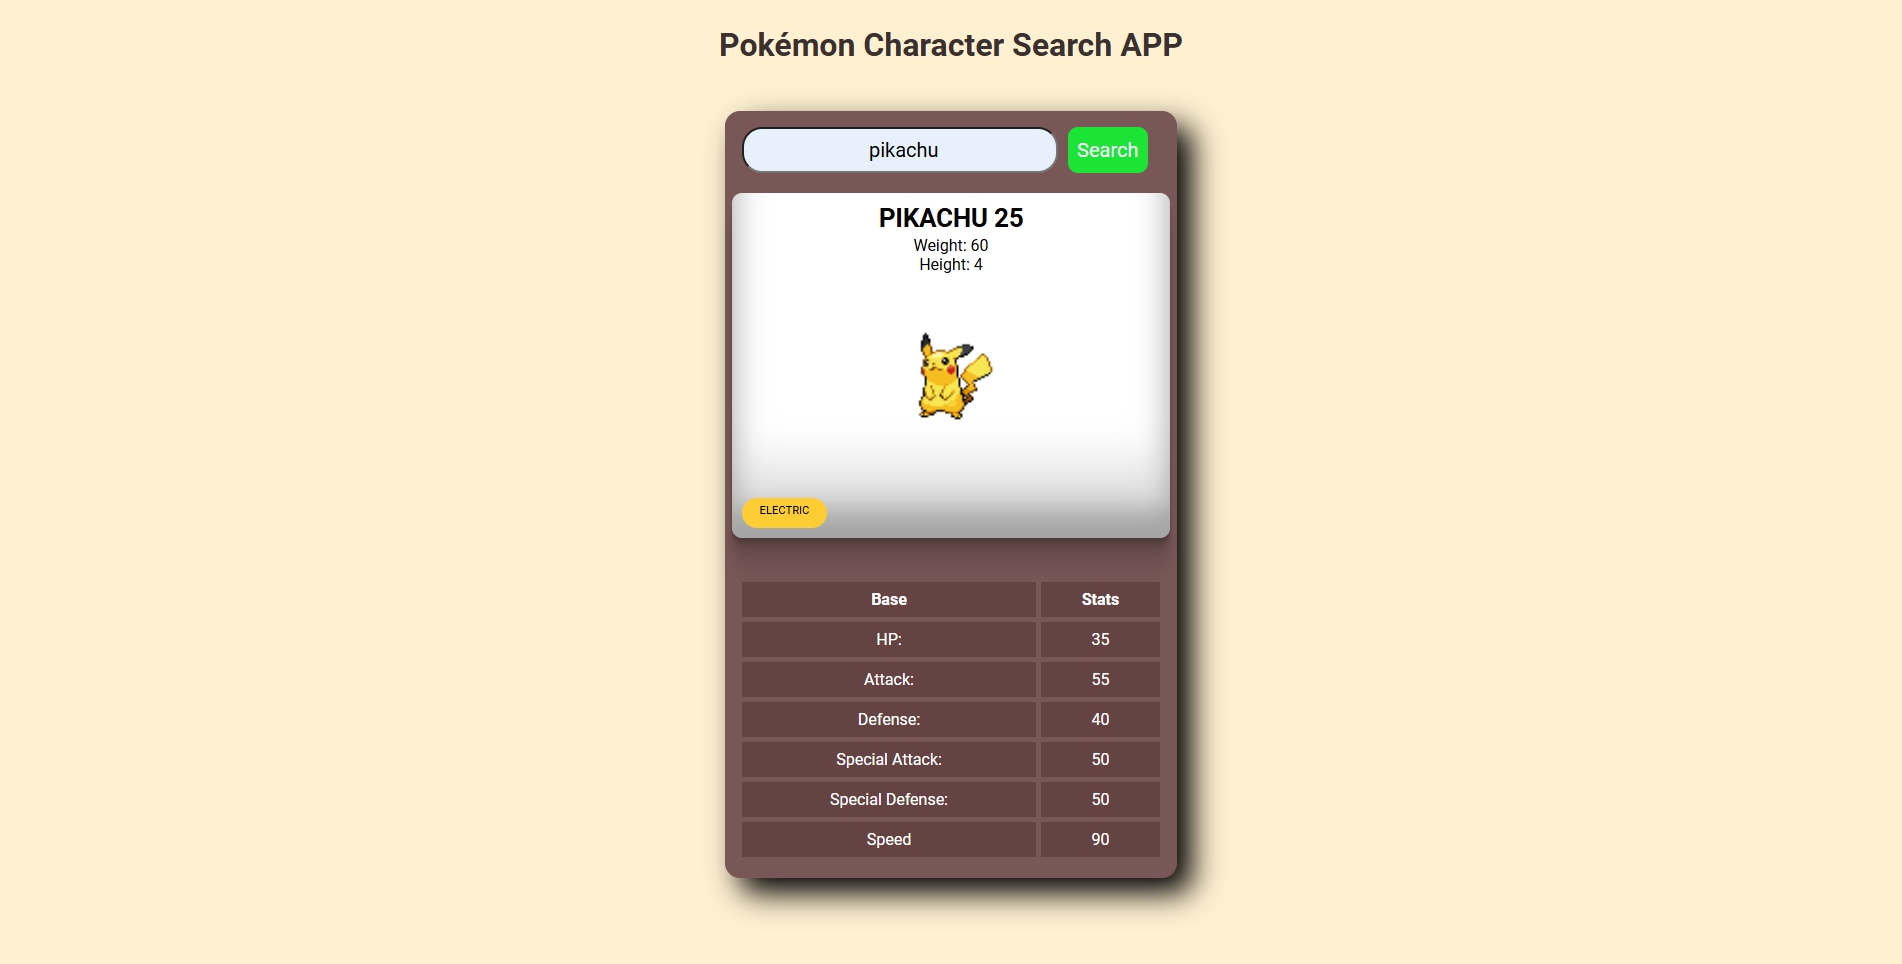 Pokémon Character Search APP
pikachu Search
PIKACHU 25
Weight: 60
Height: 4
ELECTRIC
Base Stats
HP: 35
Attack: 55
Defense: 40
Special Attack: 50
Special Defense: 50
Speed 90